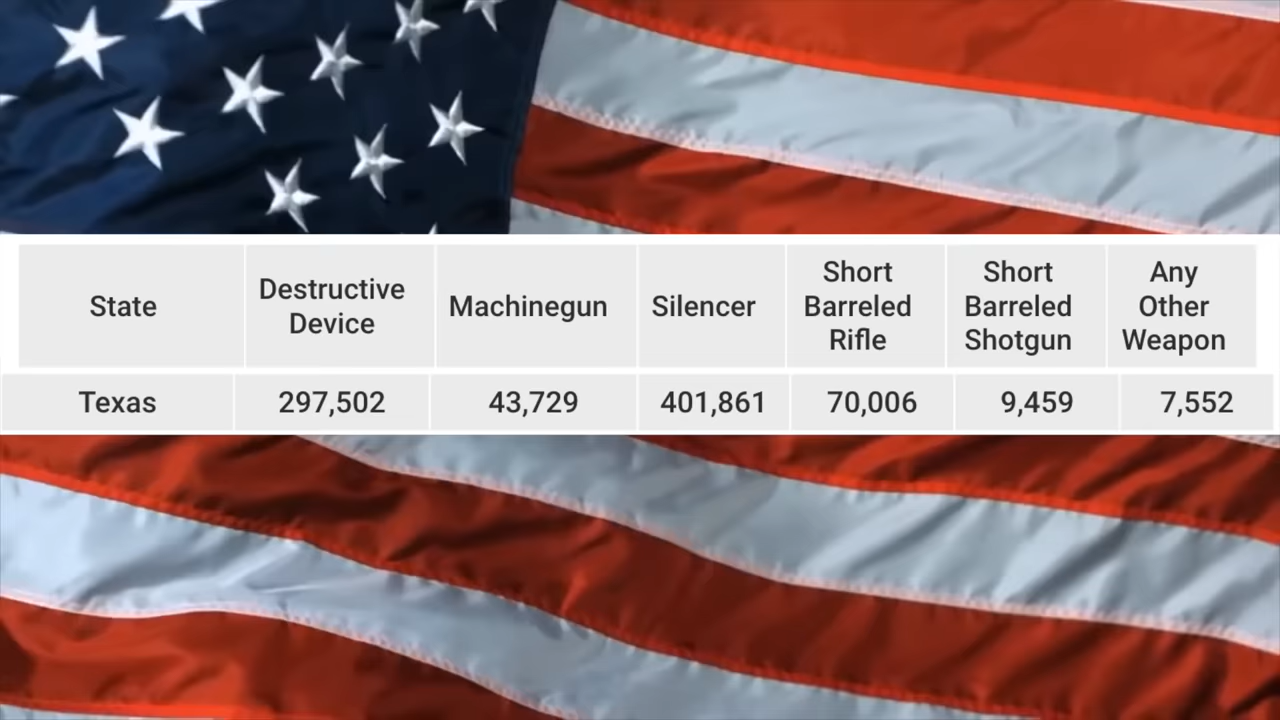 State
Destructive
Device
Machinegun
Silencer
Short
Barreled
Rifle
Short
Barreled
Shotgun
Any
Other
Weapon
Texas
297,502
43,729
401,861
70,006
9,459
7,552